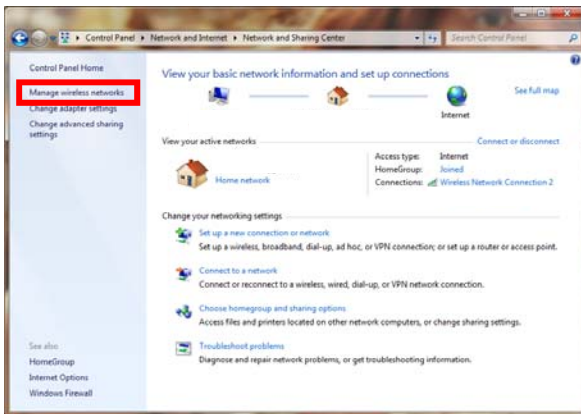 Control Panel ▸ Network and Internet ▸ Network and Sharing Center
Search Control Panel
Control Panel Home
Manage wireless networks
Change adapter settings
Change advanced sharing
settings
See also
HomeGroup
Internet Options
Windows Firewall
View your basic network information and set up connections
See full map
Internet
View your active networks
Connect or disconnect
Home network
Access type: Internet
HomeGroup: Joined
Connections: Wireless Network Connection 2
Change your networking settings
Set up a new connection or network
Set up a wireless, broadband, dial-up, ad hoc, or VPN connection; or set up a router or access point.
Connect to a network
Connect or reconnect to a wireless, wired, dial-up, or VPN network connection.
Choose homegroup and sharing options
Access files and printers located on other network computers, or change sharing settings.
Troubleshoot problems
Diagnose and repair network problems, or get troubleshooting information.